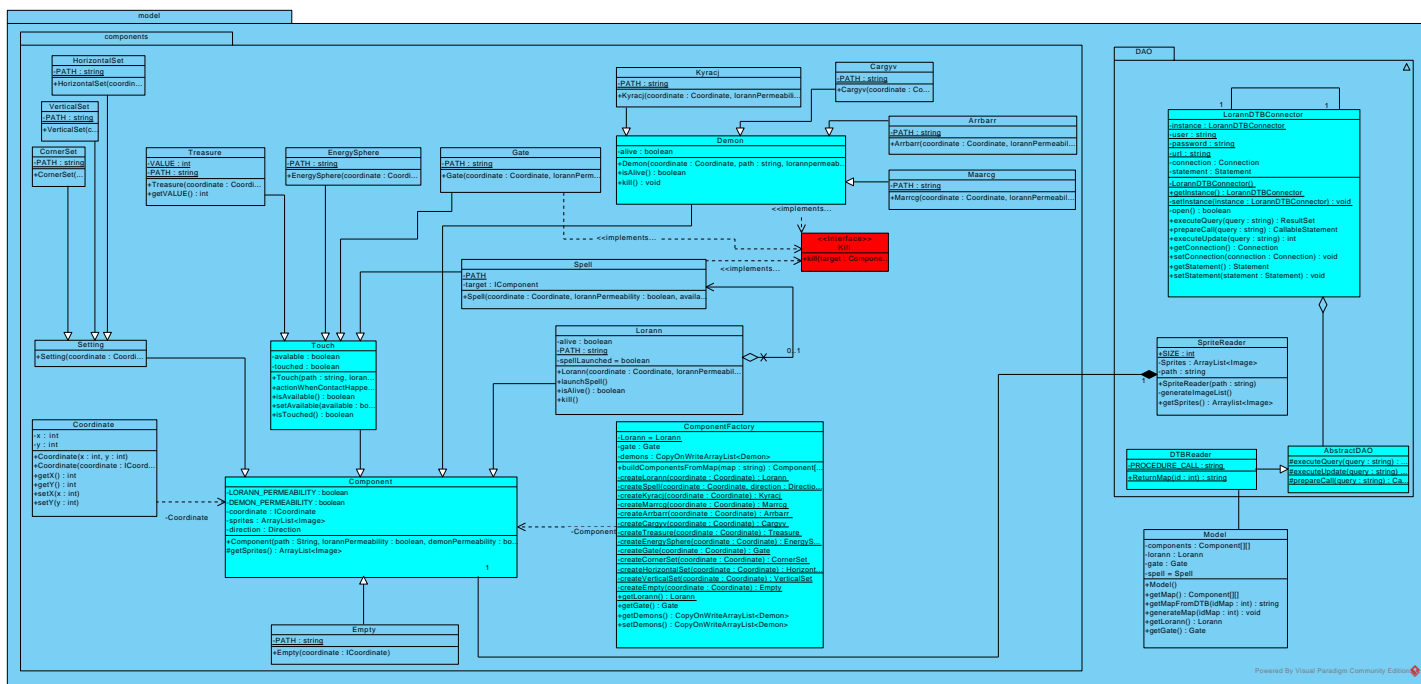 model
components
HorizontalSet
-PATH : string
+HorizontalSet(coordin...
VerticalSet
-PATH : string
+VerticalSet(c...
CornerSet
-PATH : string
+CornerSet(...
Treasure
-VALUE : int
-PATH : string
+Treasure(coordinate : Coordi...
+getVALUE() : int
EnergySphere
-PATH : string
+EnergySphere(coordinate : Coordi...
Gate
-PATH : string
+Gate(coordinate : Coordinate, lorannPerm...
Kyracj
-PATH : string
+Kyracj(coordinate : Coordinate, lorannPermeabili...
Cargyv
-PATH : string
+Cargyv(coordinate : Co...
Demon
-alive : boolean
+Demon(coordinate : Coordinate, path : string, lorannpermeab...
+isAlive() : boolean
+kill() : void
Arrbarr
-PATH : string
+Arrbarr(coordinate : Coordinate, lorannPermeabil...
Maarcg
-PATH : string
+Marrcg(coordinate : Coordinate, lorannPermeabil...
<<implements...
<<implements...
<<implements...
<<Interface>>
Kill
+kill(target : Compone...
Spell
-PATH
-target : IComponent
+Spell(coordinate : Coordinate, lorannPermeability : boolean, availa...
Lorann
-alive : boolean
-PATH : string
-spellLaunched = boolean
+Lorann(coordinate : Coordinate, lorannPermeabil...
+launchSpell()
+isAlive() : boolean
+kill()
0..1
Setting
+Setting(coordinate : Coordi...
Touch
-avalable : boolean
-touched : boolean
+Touch(path : string, loran...
+actionWhenContactHappe...
+isAvailable() : boolean
+setAvailable(available : bo...
+isTouched() : boolean
Coordinate
-x : int
-y : int
+Coordinate(x : int, y : int)
+Coordinate(coordinate : ICoord...
+getX() : int
+getY() : int
+setX(x : int)
+setY(y : int)
-Coordinate
Component
-LORANN_PERMEABILITY : boolean
-DEMON_PERMEABILITY : boolean
-coordinate : ICoordinate
-sprites : ArrayList<Image>
-direction : Direction
+Component(path : String, lorannPermeability : boolean, demonPermeability : bo...
#getSprites() : ArrayList<Image>
1
-Component
ComponentFactory
-Lorann = Lorann
-gate : Gate
-demons : CopyOnWriteArrayList<Demon>
+buildComponentsFromMap(map : string) : Component[...
-createLorann(coordinate : Coordinate) : Lorann
-createSpell(coordinate : Coordinate, direction : Directio...
-createKyracj(coordinate : Coordinate) : Kyracj
-createMarrcg(coordinate : Coordinate) : Marrcg
-createArrbarr(coordinate : Coordinate) : Arrbarr
-createCargyv(coordinate : Coordinate) : Cargyv
-createTreasure(coordinate : Coordinate) : Treasure
-createEnergySphere(coordinate : Coordinate) : EnergyS...
-createGate(coordinate : Coordinate) : Gate
-createCornerSet(coordinate : Coordinate) : CornerSet
-createHorizontalSet(coordinate : Coordinate) : Horizont...
-createVerticalSet(coordinate : Coordinate) : VerticalSet
-createEmpty(coordinate : Coordinate) : Empty
+getLorann() : Lorann
+getGate() : Gate
+getDemons() : CopyOnWriteArrayList<Demon>
+setDemons() : CopyOnWriteArrayList<Demon>
Empty
-PATH : string
+Empty(coordinate : ICoordinate)
DAO
1
1
LorannDTBConnector
-instance : LorannDTBConnector
-user : string
-password : string
-url : string
-connection : Connection
-statement : Statement
-LorannDTBConnector()
+getInstance() : LorannDTBConnector
-setInstance(instance : LorannDTBConnector) : void
-open() : boolean
+executeQuery(query : string) : ResultSet
+prepareCall(query : string) : CallableStatement
+executeUpdate(query : string) : int
+getConnection() : Connection
+setConnection(connection : Connection) : void
+getStatement() : Statement
+setStatement(statement : Statement) : void
SpriteReader
+SIZE : int
-Sprites : ArrayList<Image>
-path : string
+SpriteReader(path : string)
-generateImageList()
+getSprites() : Arraylist<Image>
1
DTBReader
-PROCEDURE_CALL : string
+ReturnMap(id : int) : string
AbstractDAO
#executeQuery(query : string) : ...
#executeUpdate(query : string) : ...
#prepareCall(query : string) : Ca...
Model
-components : Component[][]
-lorann : Lorann
-gate : Gate
-spell = Spell
+Model()
+getMap() : Component[][]
+getMapFromDTB(idMap : int) : string
+generateMap(idMap : int) : void
+getLorann() : Lorann
+getGate() : Gate
Powered By Visual Paradigm Community Edition